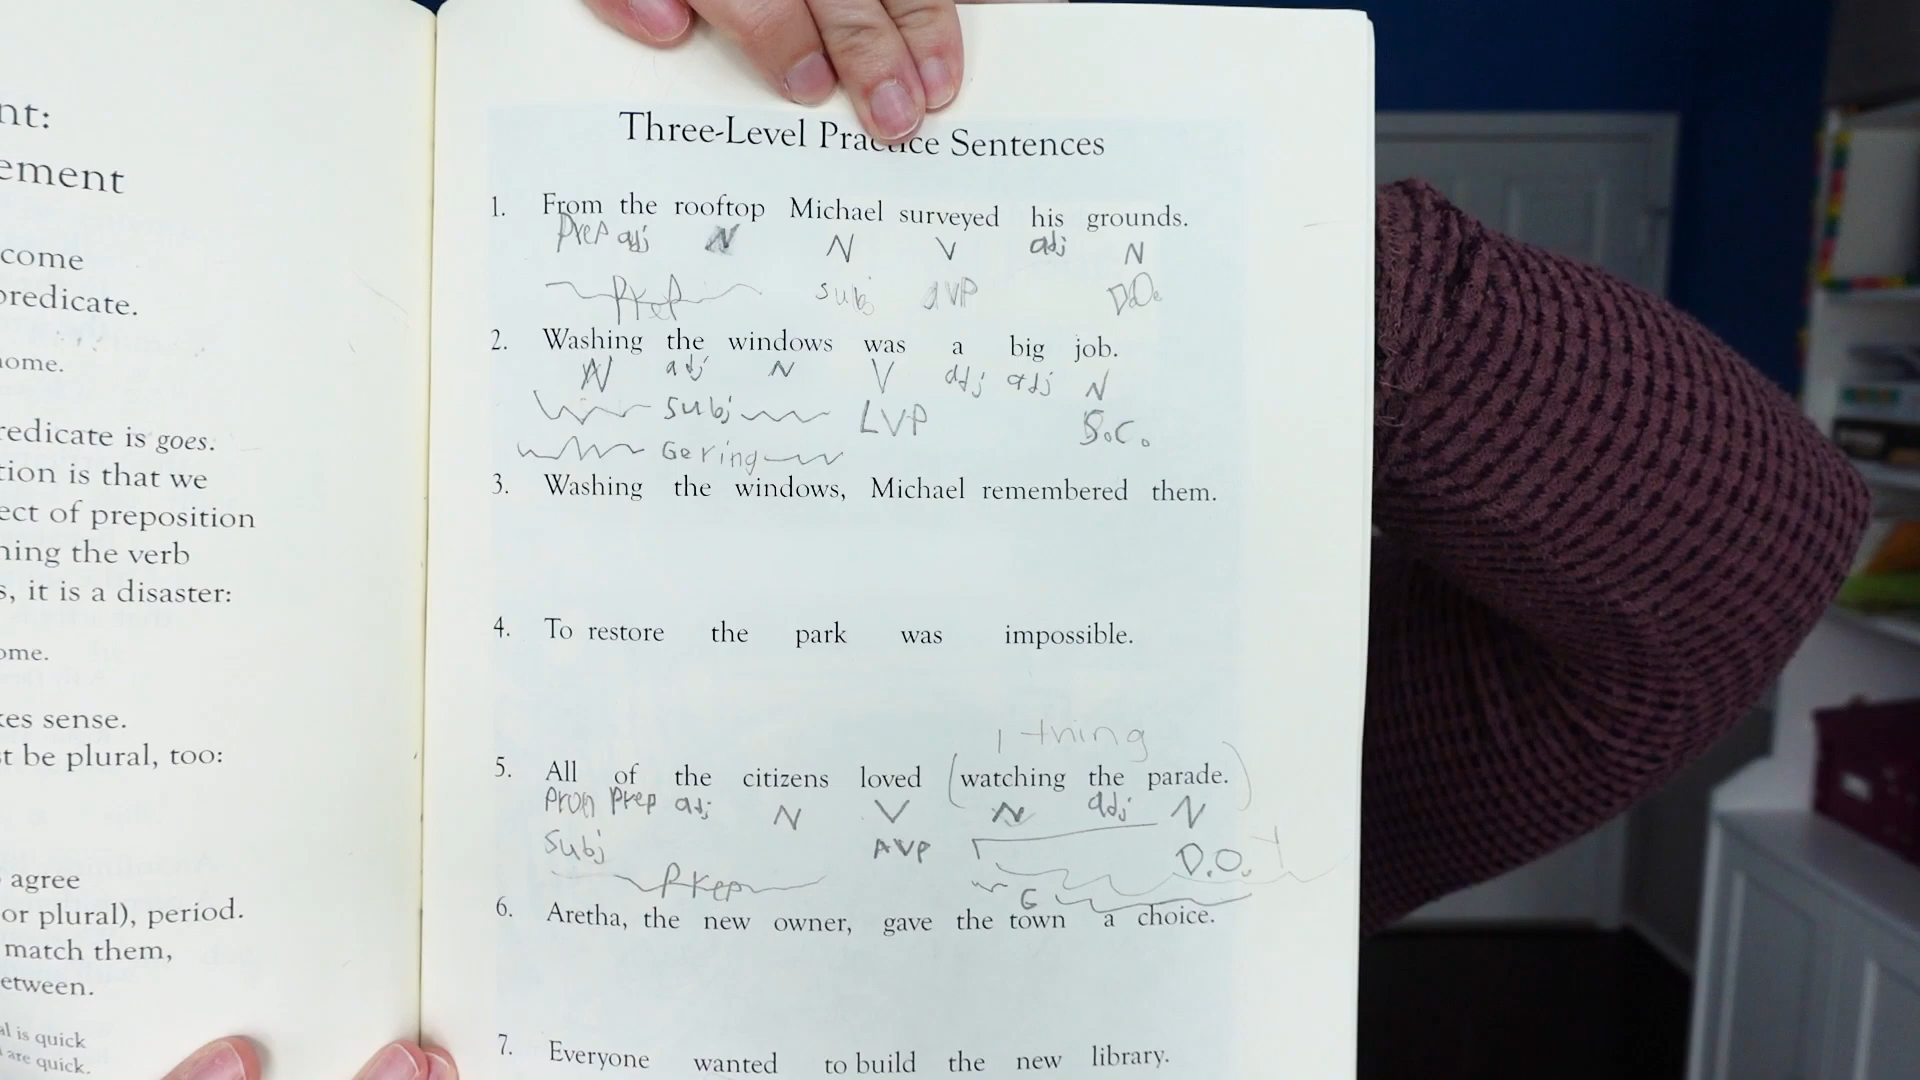 nt:
ement
come
predicate.
ome.
redicate is goes.
tion is that we
ect of preposition
ning the verb
s, it is a disaster:
ome.
tes sense.
t be plural, too:
agree
or plural), period.
match them,
etween.
al is quick
are quick.
Three-Level Practice Sentences
1. From the rooftop Michael surveyed his grounds.
Prep adj N N V adj N
Prep subj AVP D.O.
2. Washing the windows was a big job.
N adj N V adj adj N
subj LVP S.C.
Gering
3. Washing the windows, Michael remembered them.
4. To restore the park was impossible.
1 thing
5. All of the citizens loved (watching the parade.)
Pron Prep adj N V N adj N
Subj AVP D.O.
Prep G
6. Aretha, the new owner, gave the town a choice.
7. Everyone wanted to build the new library.